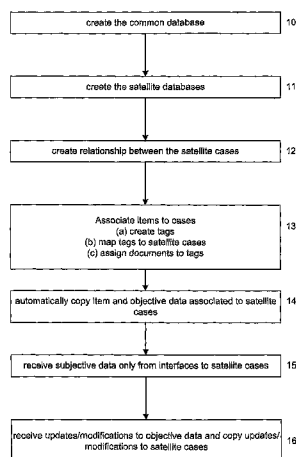 create the common database 10
create the satellite databases 11
create relationship between the satellite cases 12
Associate items to cases
(a) create tags
(b) map tags to satellite cases
(c) assign documents to tags
13
automatically copy item and objective data associated to satellite
cases
14
receive subjective data only from interfaces to satellite cases 15
receive updates/modifications to objective data and copy updates/
modifications to satellite cases
16